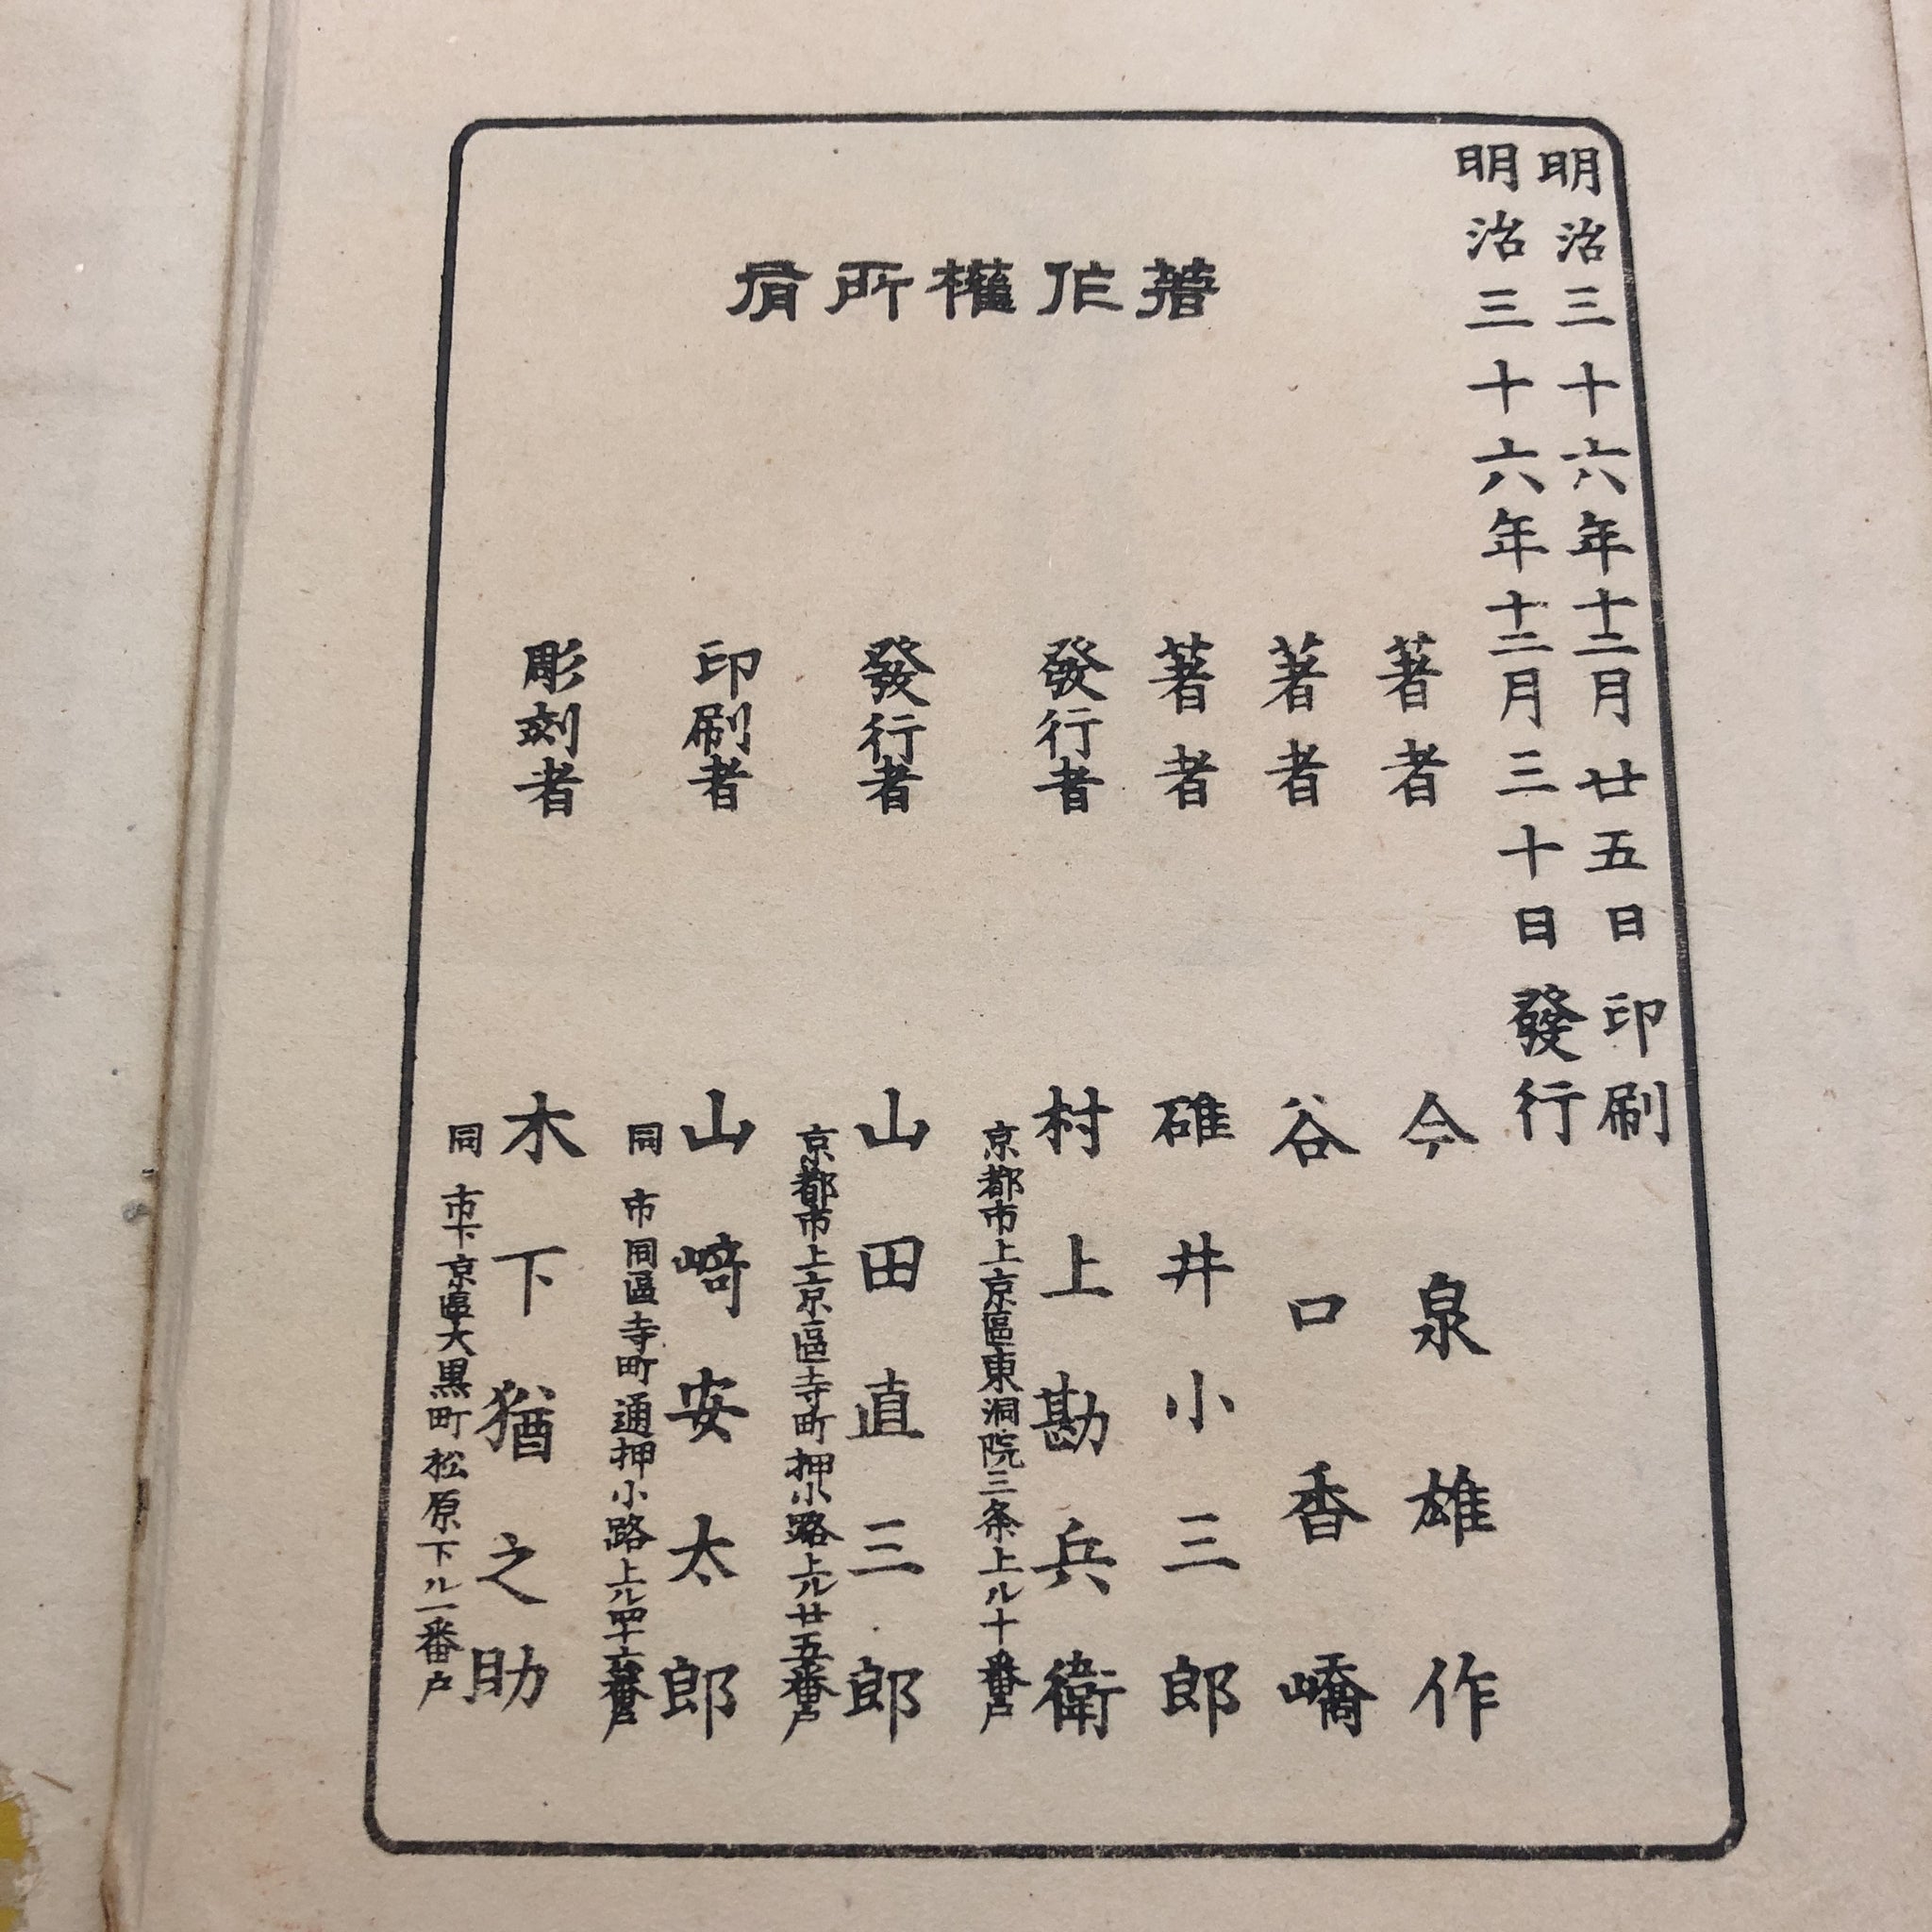 明治三十六年十二月廿五日印刷
明治三十六年十二月三十日發行
著作權所有
著者 今泉雄作
著者 谷口香嶠
著者 碓井小三郎
發行者 村上勘兵衛
京都市上京區東洞院三条上ル十番戸
發行者 山田直三郎
京都市上京區寺町押小路上ル廿五番戸
印刷者 山﨑安太郎
同市同區寺町通押小路上ル四十六番戸
彫刻者 木下猶之助
同市下京區大黒町松原下ル一番戸